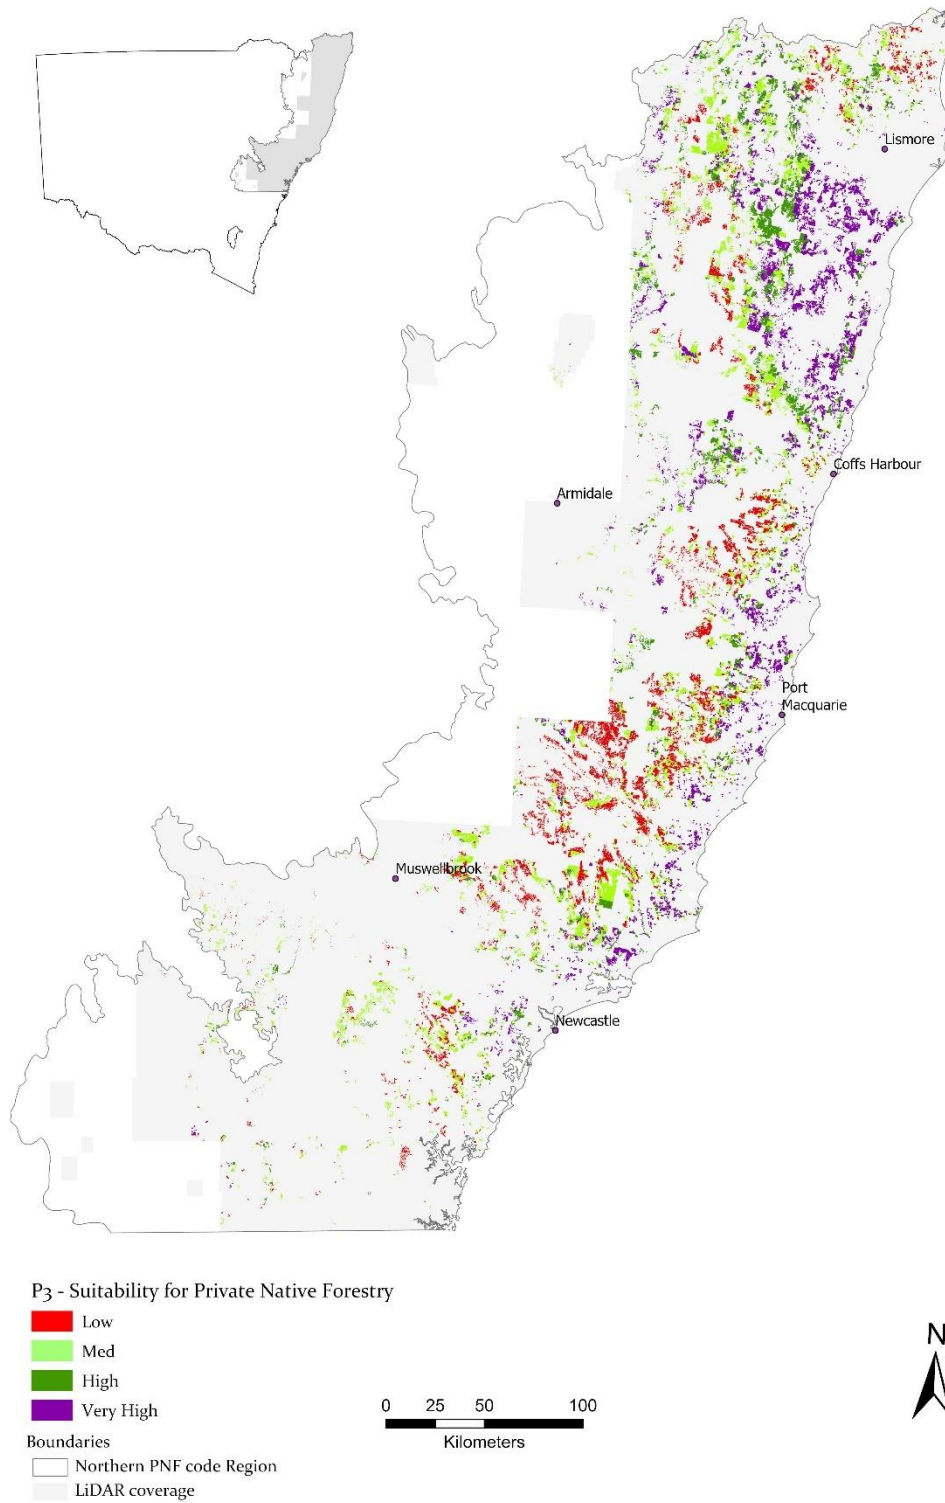 Lismore
Coffs Harbour
Armidale
Port
Macquarie
Muswellbrook
Newcastle
P3 - Suitability for Private Native Forestry
Low
Med
High
Very High
Boundaries
Northern PNF code Region
LiDAR coverage
0 25 50 100
Kilometers
N